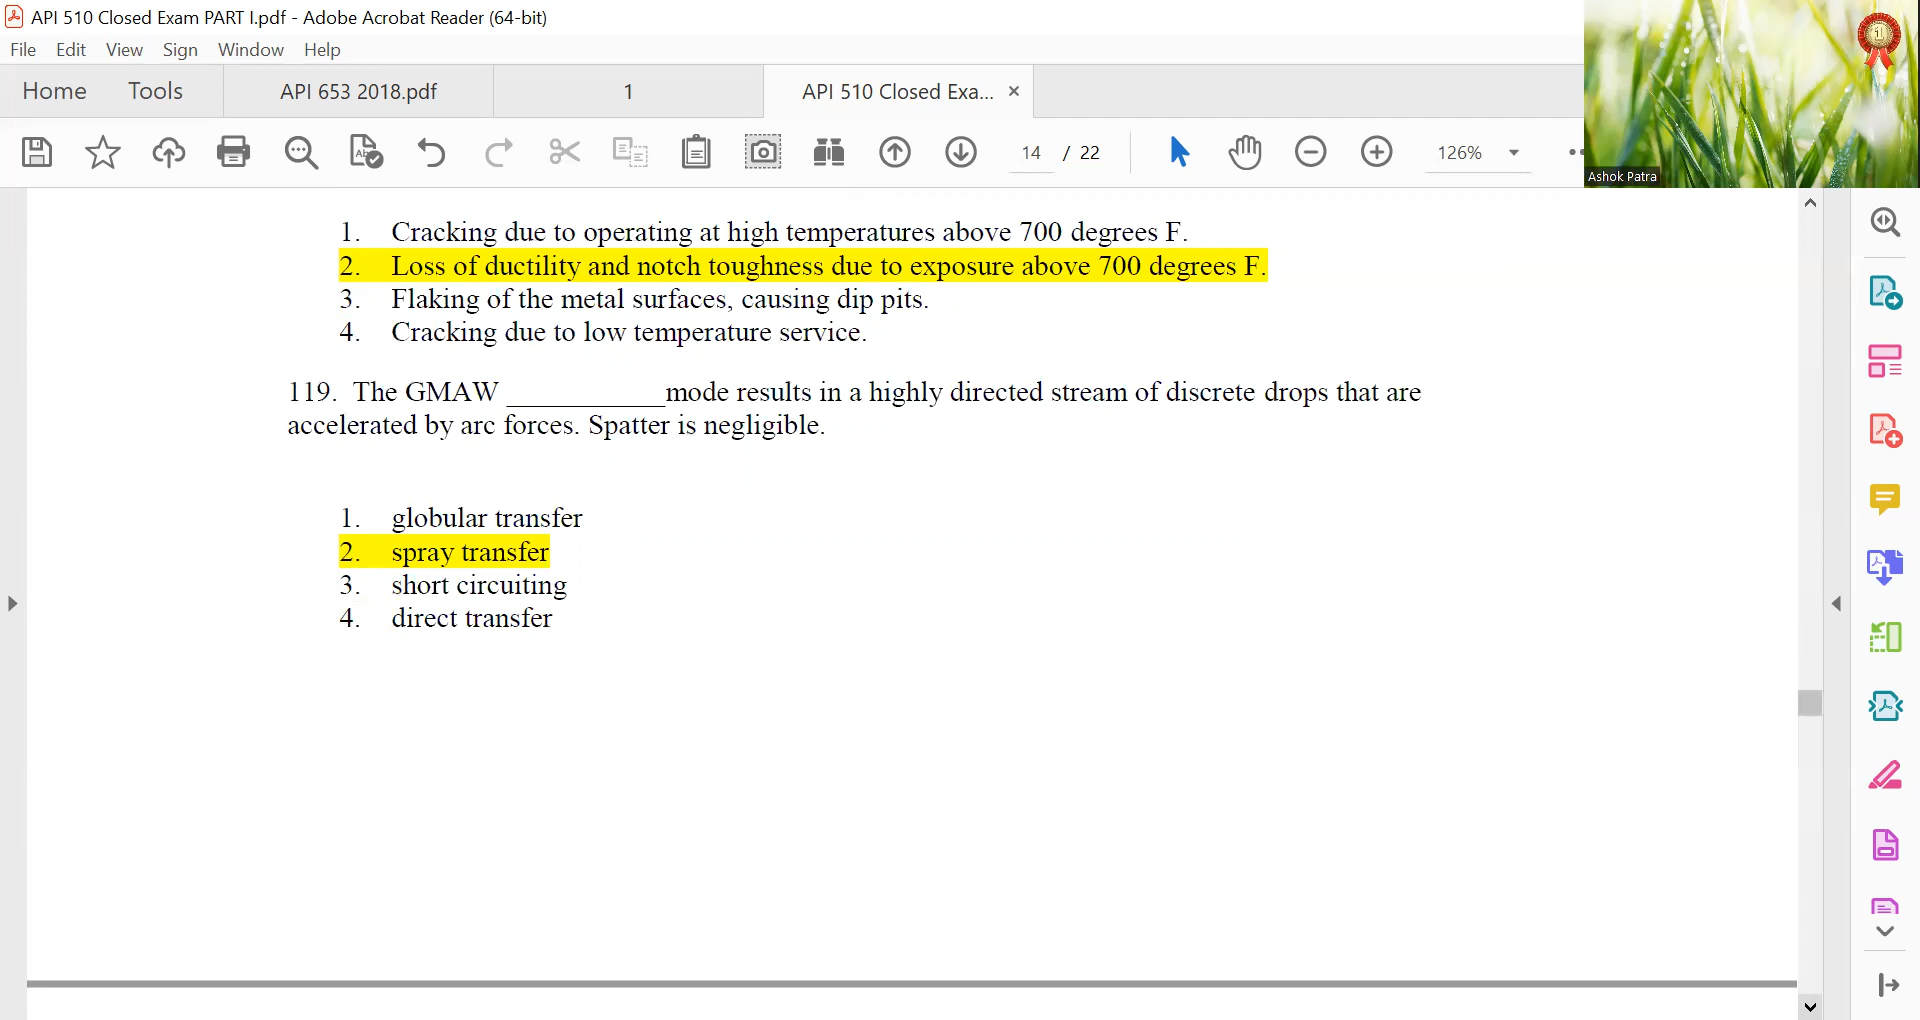 API 510 Closed Exam PART I.pdf - Adobe Acrobat Reader (64-bit)
File Edit View Sign Window Help
Home Tools API 653 2018.pdf 1 API 510 Closed Exa... ×
14 / 22 126%
Ashok Patra
1. Cracking due to operating at high temperatures above 700 degrees F.
2. Loss of ductility and notch toughness due to exposure above 700 degrees F.
3. Flaking of the metal surfaces, causing dip pits.
4. Cracking due to low temperature service.
119. The GMAW ___________mode results in a highly directed stream of discrete drops that are
accelerated by arc forces. Spatter is negligible.
1. globular transfer
2. spray transfer
3. short circuiting
4. direct transfer